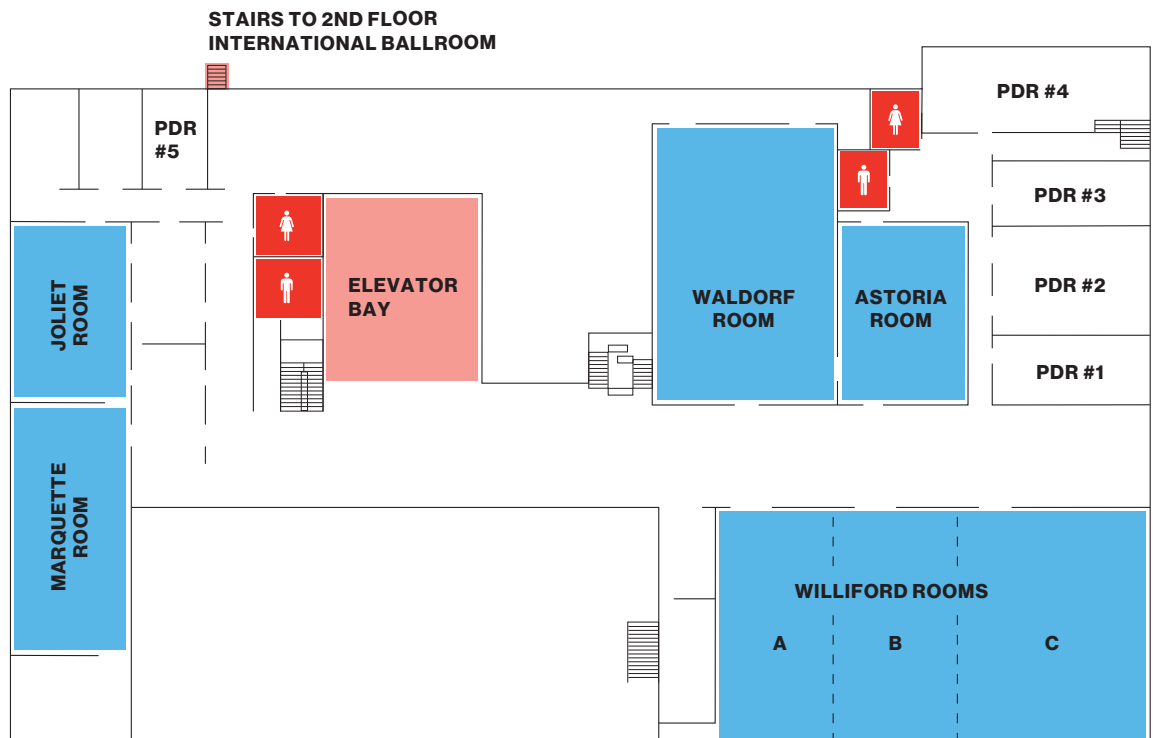 STAIRS TO 2ND FLOOR
INTERNATIONAL BALLROOM
PDR #4
PDR
#5
PDR #3
ELEVATOR
BAY
WALDORF
ROOM
ASTORIA
ROOM
PDR #2
JOLIET
ROOM
PDR #1
MARQUETTE
ROOM
WILLIFORD ROOMS
A
B
C